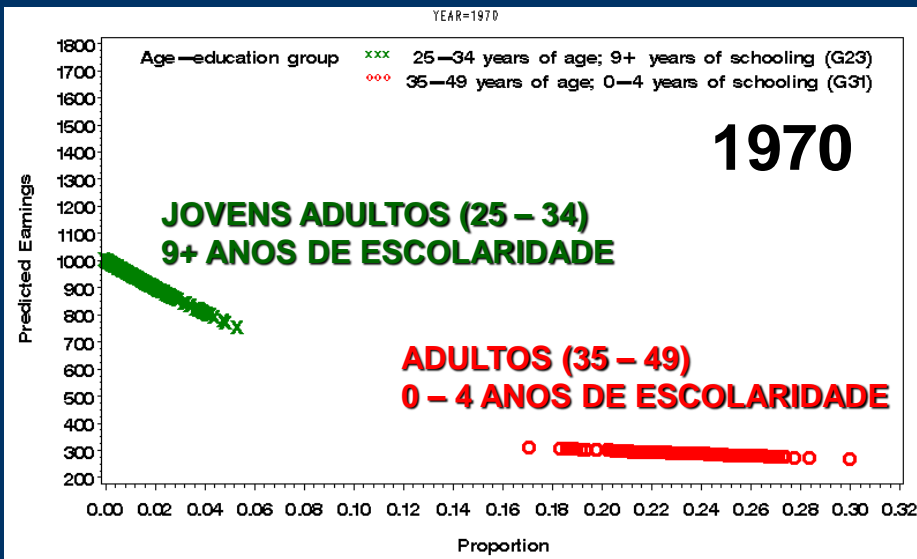 YEAR=1970
Age—education group xxx 25—34 years of age; 9+ years of schooling (G23)
ooo 35—49 years of age; 0—4 years of schooling (G31)
1970
JOVENS ADULTOS (25 – 34)
9+ ANOS DE ESCOLARIDADE
ADULTOS (35 – 49)
0 – 4 ANOS DE ESCOLARIDADE
Predicted Earnings
1800
1700
1600
1500
1400
1300
1200
1100
1000
900
800
700
600
500
400
300
200
0.00 0.02 0.04 0.06 0.08 0.10 0.12 0.14 0.16 0.18 0.20 0.22 0.24 0.26 0.28 0.30 0.32
Proportion